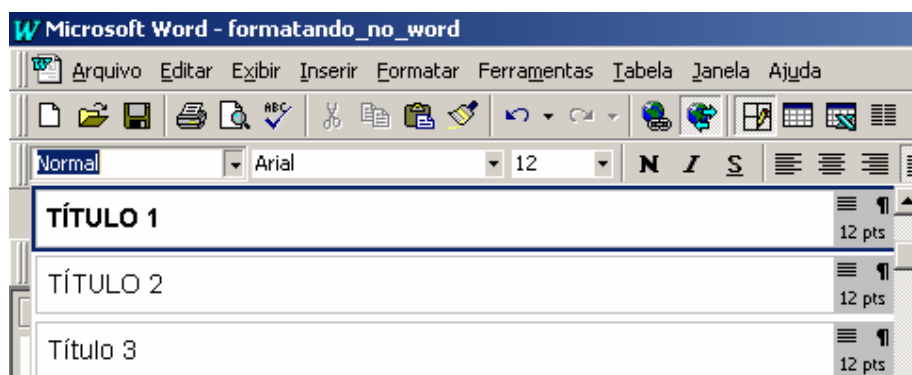 Microsoft Word - formatando_no_word
Arquivo Editar Exibir Inserir Formatar Ferramentas Tabela Janela Ajuda
ABC
Normal Arial 12 N I S
TÍTULO 1
12 pts
TÍTULO 2
12 pts
Título 3
12 pts